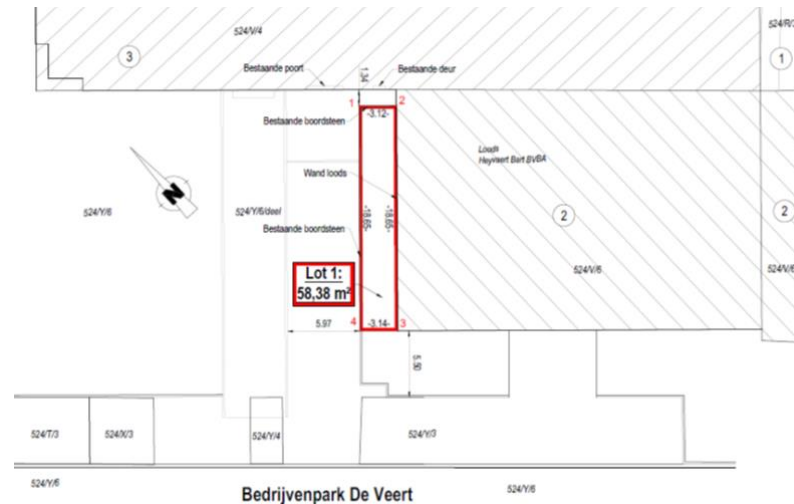 524/V/4
524/R/
3
1
Bestaande poort
1.34
Bestaande deur
1
2
Bestaande boordsteen
-3.12-
Loods
Heyvaert Bart BVBA
Wand loods
N
524/Y/6
524/Y/6/deel
-18.65-
-18.65-
2
2
Bestaande boordsteen
524/V/6
524/V/6
Lot 1:
58,38 m²
5.97
4
-3.14-
3
5.50
524/T/3
524/X/3
524/Y/4
524/Y/3
524/Y/6
Bedrijvenpark De Veert
524/Y/6